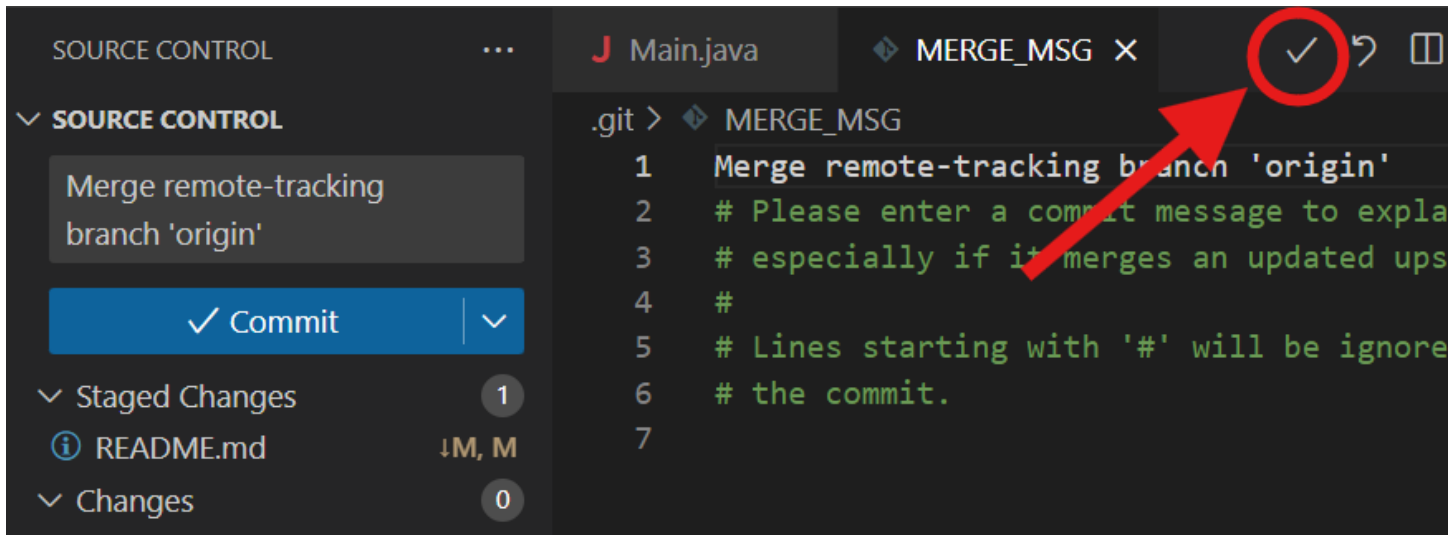 SOURCE CONTROL
SOURCE CONTROL
Merge remote-tracking
branch 'origin'
Commit
Staged Changes 1
README.md ↓M, M
Changes 0
Main.java MERGE_MSG
.git > MERGE_MSG
1 Merge remote-tracking branch 'origin'
2 # Please enter a commit message to expla
3 # especially if it merges an updated ups
4 #
5 # Lines starting with '#' will be ignore
6 # the commit.
7